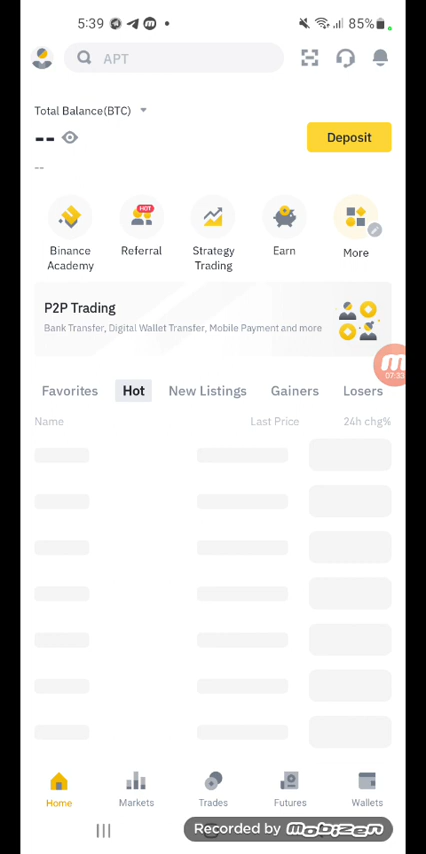 5:39
85%
APT
Total Balance(BTC)
--
Deposit
--
HOT
Binance Academy
Referral
Strategy Trading
Earn
More
P2P Trading
Bank Transfer, Digital Wallet Transfer, Mobile Payment and more
07:33
Favorites Hot New Listings Gainers Losers
Name Last Price 24h chg%
Home Markets Trades Futures Wallets
Recorded by mobizen